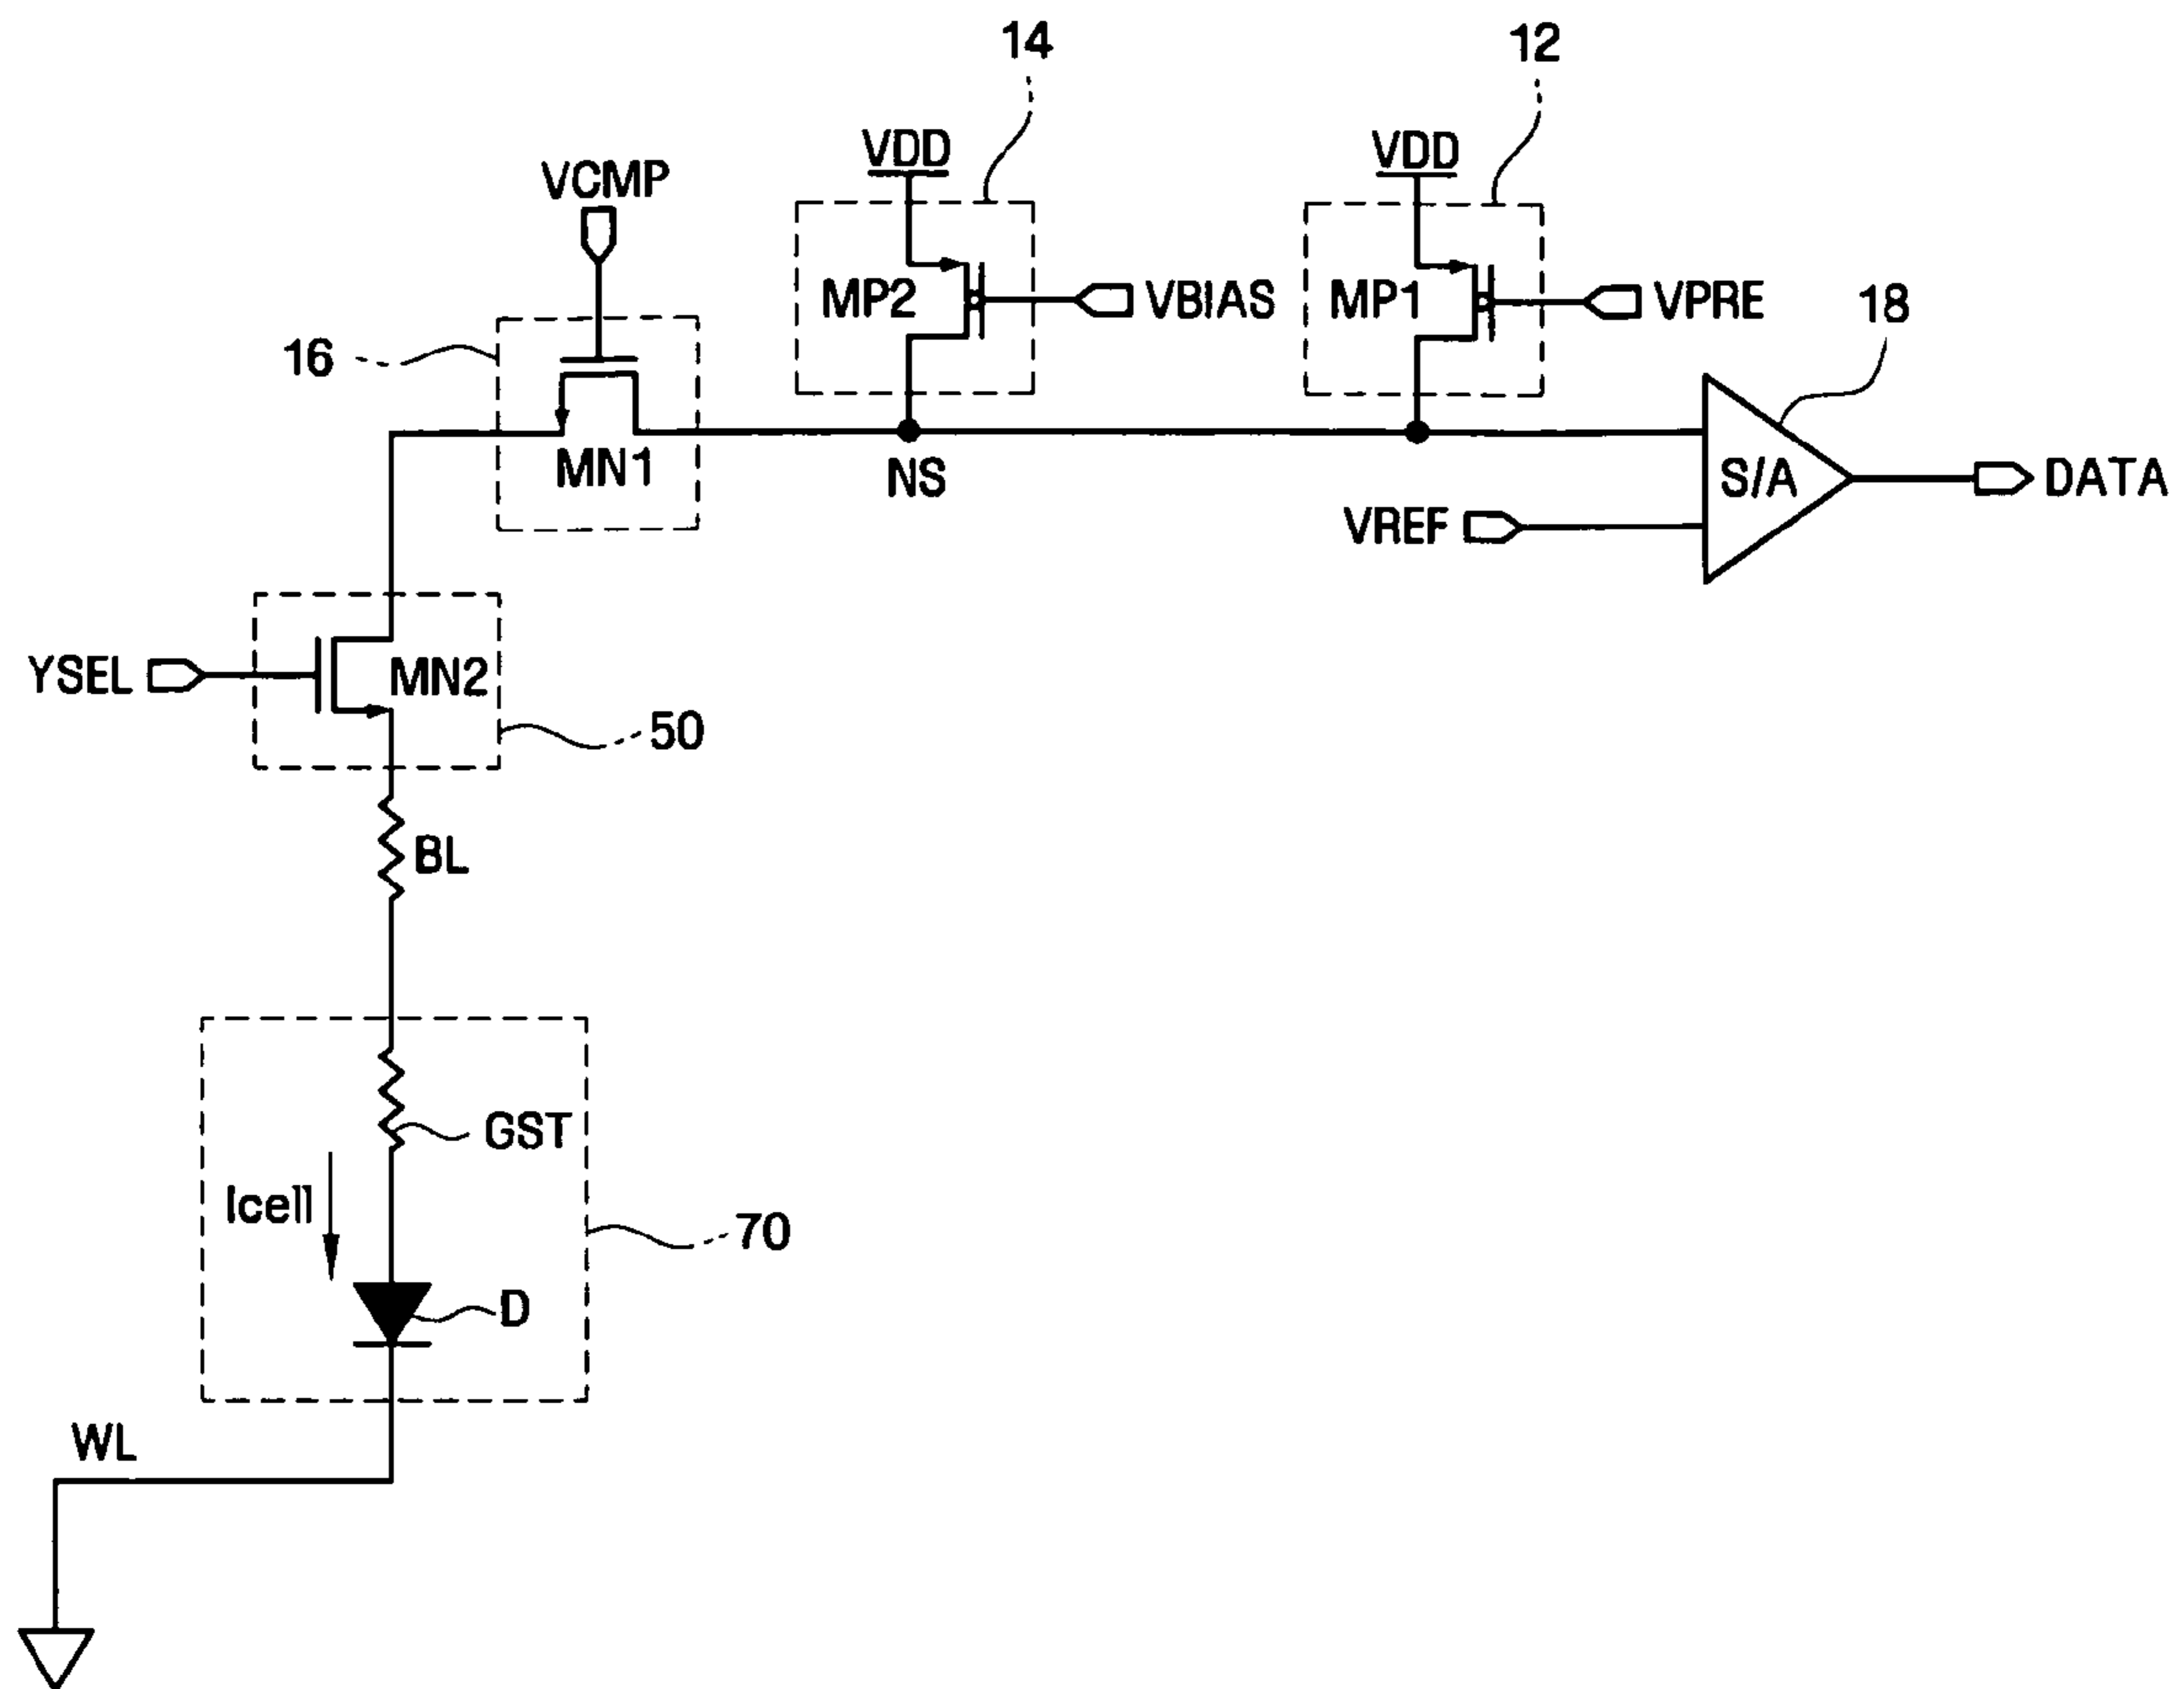 14
12
VDD
VDD
VCMP
MP2
VBIAS
MP1
VPRE
18
16
MN1
NS
S/A
DATA
VREF
YSEL
MN2
50
BL
GST
Icell
70
D
WL